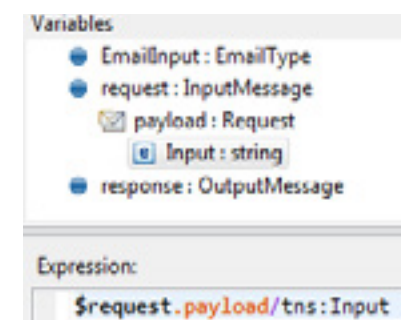 Variables
EmailInput : EmailType
request : InputMessage
payload : Request
e Input : string
response : OutputMessage
Expression:
$request.payload/tns:Input